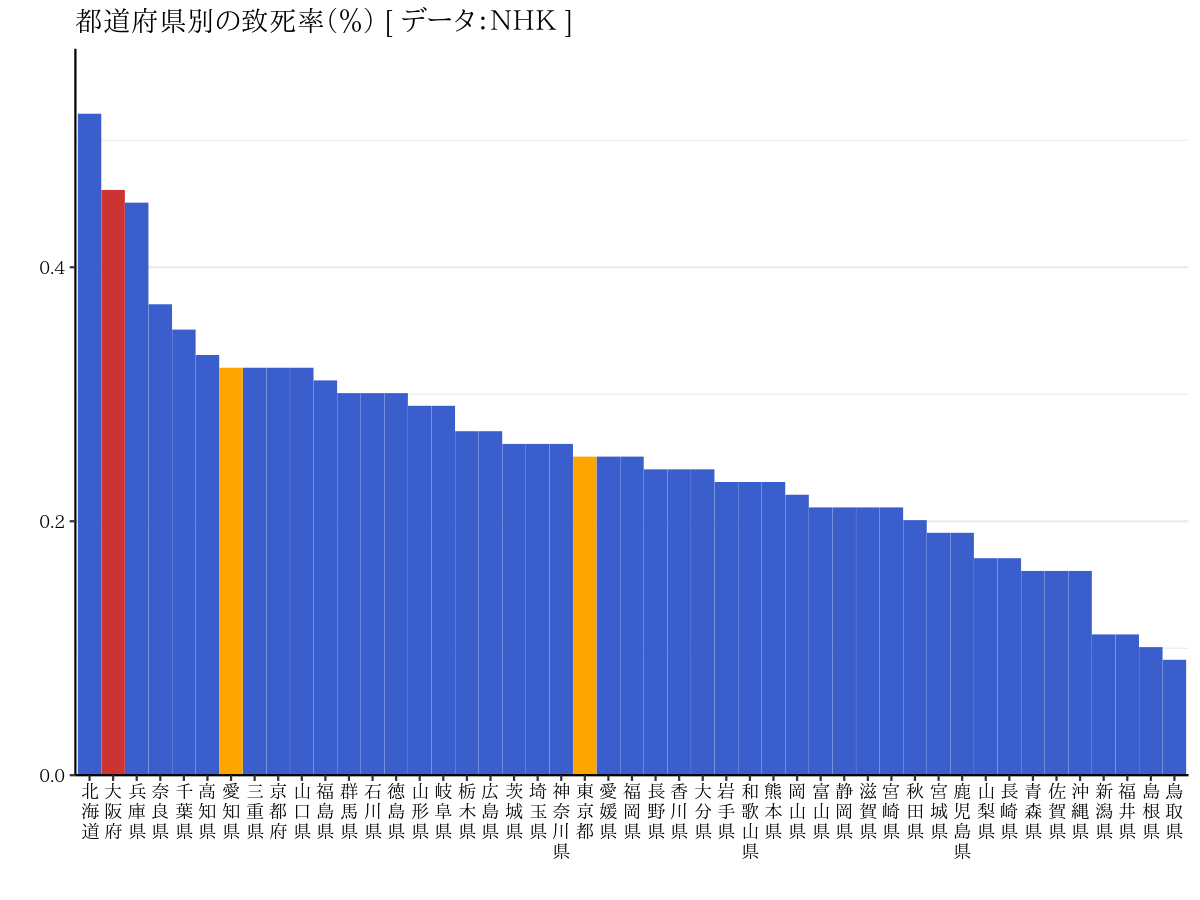 都道府県別の致死率(%) [ データ:NHK ]
0.4
0.2
0.0
北海道
大阪府
兵庫県
奈良県
千葉県
高知県
愛知県
三重県
京都府
山口県
福島県
群馬県
石川県
徳島県
山形県
岐阜県
栃木県
広島県
茨城県
埼玉県
神奈川県
東京都
愛媛県
福岡県
長野県
香川県
大分県
岩手県
和歌山県
熊本県
岡山県
富山県
静岡県
滋賀県
宮崎県
秋田県
宮城県
鹿児島県
山梨県
長崎県
青森県
佐賀県
沖縄県
新潟県
福井県
島根県
鳥取県